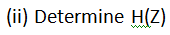 (ii) Determine H(Z)